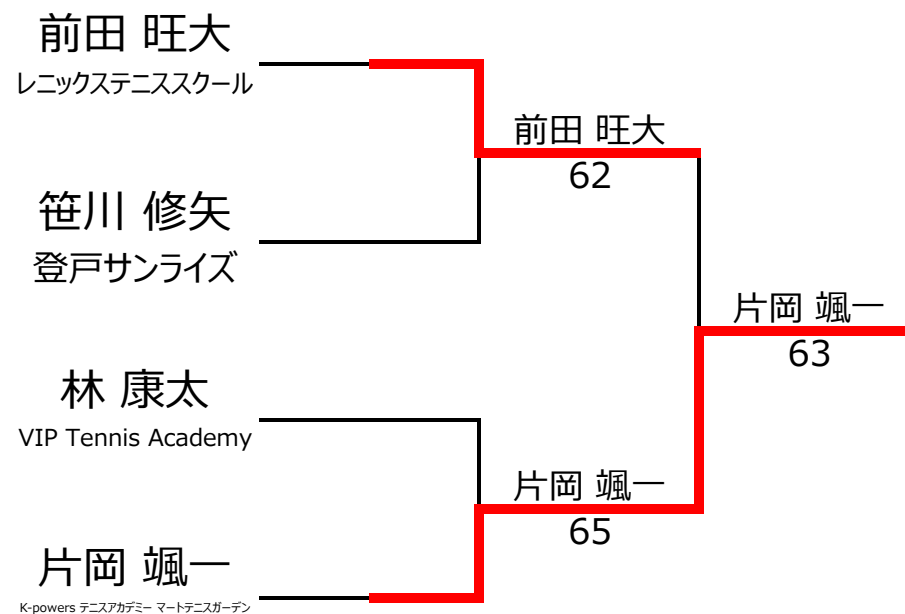 前田 旺大
レニックステニススクール
前田 旺大
62
笹川 修矢
登戸サンライズ
片岡 颯一
63
林 康太
VIP Tennis Academy
片岡 颯一
65
片岡 颯一
K-powers テニスアカデミー マートテニスガーデン